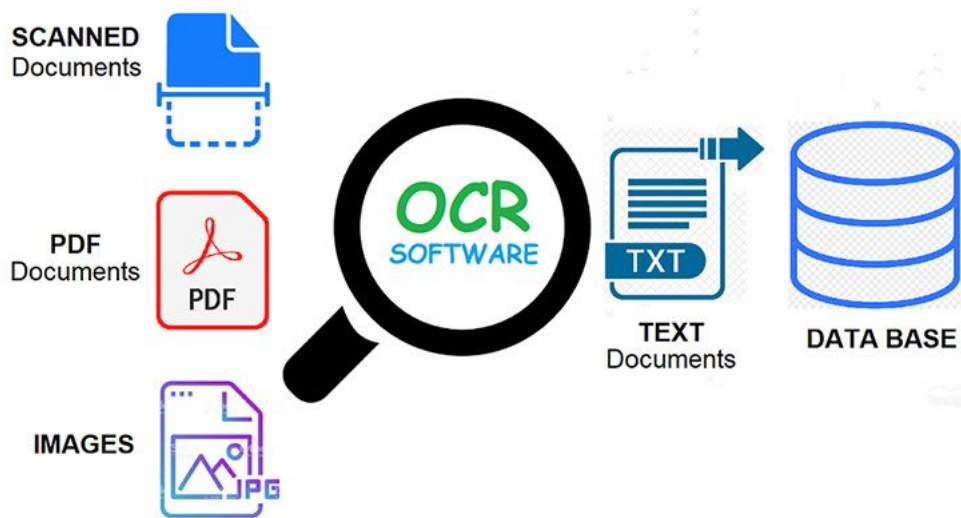 SCANNED
Documents
PDF
Documents
PDF
IMAGES
JPG
OCR
SOFTWARE
TXT
TEXT
Documents
DATA BASE